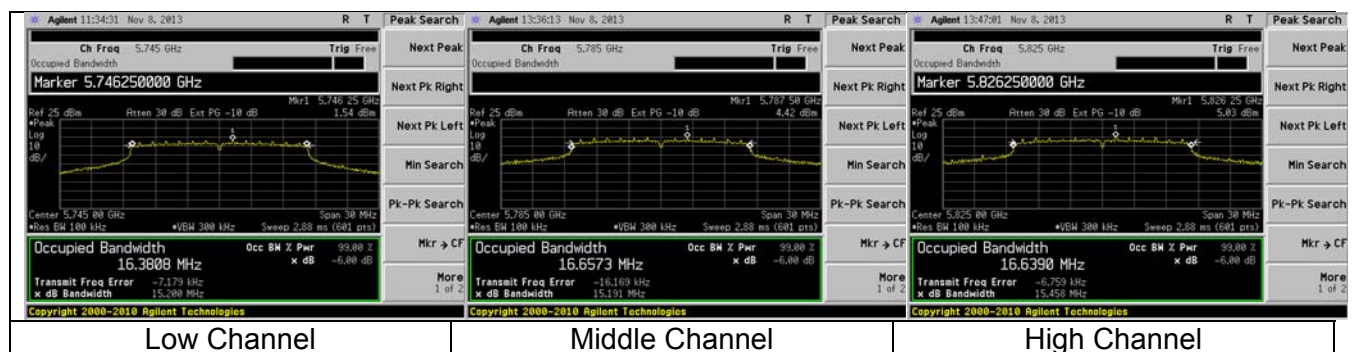 Agilent 11:34:31 Nov 8, 2013 R T
Peak Search
Ch Freq 5.745 GHz Trig Free
Occupied Bandwidth
Marker 5.746250000 GHz
Mkr1 5.746 25 GHz
Ref 25 dBm Atten 30 dB Ext PG -10 dB 1.54 dBm
#Peak
Log
10
dB/
1
Center 5.745 00 GHz Span 30 MHz
#Res BW 100 kHz #VBW 300 kHz Sweep 2.88 ms (601 pts)
Occupied Bandwidth Occ BW % Pwr 99.00 %
16.3808 MHz x dB -6.00 dB
Transmit Freq Error -7.179 kHz
x dB Bandwidth 15.200 MHz
Copyright 2000-2010 Agilent Technologies
Next Peak
Next Pk Right
Next Pk Left
Min Search
Pk-Pk Search
Mkr → CF
More
1 of 2
Low Channel
Agilent 13:36:13 Nov 8, 2013 R T
Peak Search
Ch Freq 5.785 GHz Trig Free
Occupied Bandwidth
Mkr1 5.787 50 GHz
Ref 25 dBm Atten 30 dB Ext PG -10 dB 4.42 dBm
#Peak
Log
10
dB/
1
Center 5.785 00 GHz Span 30 MHz
#Res BW 100 kHz #VBW 300 kHz Sweep 2.88 ms (601 pts)
Occupied Bandwidth Occ BW % Pwr 99.00 %
16.6573 MHz x dB -6.00 dB
Transmit Freq Error -16.169 kHz
x dB Bandwidth 15.191 MHz
Copyright 2000-2010 Agilent Technologies
Next Peak
Next Pk Right
Next Pk Left
Min Search
Pk-Pk Search
Mkr → CF
More
1 of 2
Middle Channel
Agilent 13:47:01 Nov 8, 2013 R T
Peak Search
Ch Freq 5.825 GHz Trig Free
Occupied Bandwidth
Marker 5.826250000 GHz
Mkr1 5.826 25 GHz
Ref 25 dBm Atten 30 dB Ext PG -10 dB 5.03 dBm
#Peak
Log
10
dB/
1
Center 5.825 00 GHz Span 30 MHz
#Res BW 100 kHz #VBW 300 kHz Sweep 2.88 ms (601 pts)
Occupied Bandwidth Occ BW % Pwr 99.00 %
16.6390 MHz x dB -6.00 dB
Transmit Freq Error -6.759 kHz
x dB Bandwidth 15.458 MHz
Copyright 2000-2010 Agilent Technologies
Next Peak
Next Pk Right
Next Pk Left
Min Search
Pk-Pk Search
Mkr → CF
More
1 of 2
High Channel